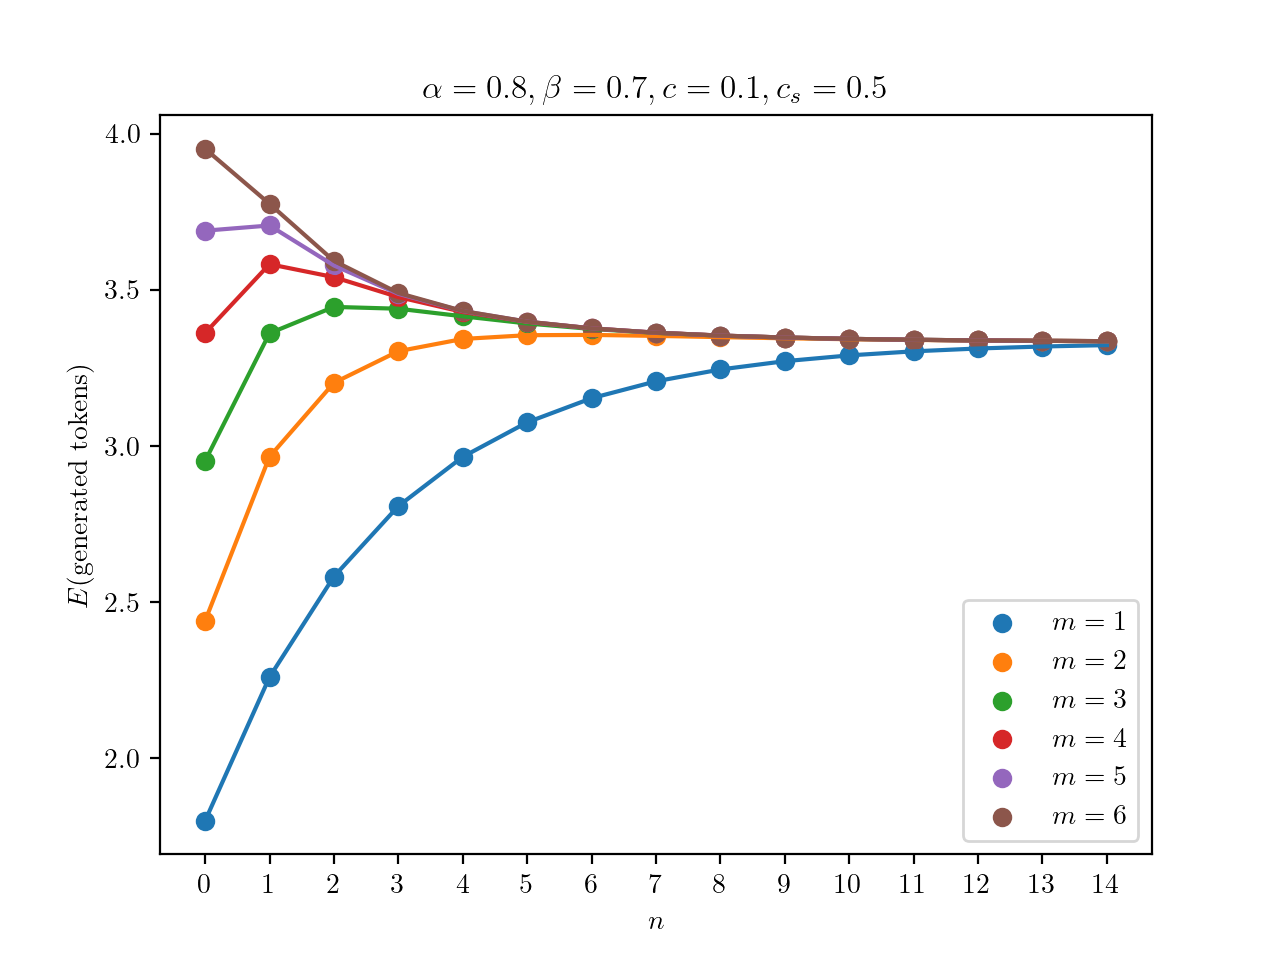 α = 0.8, β = 0.7, c = 0.1, cₛ = 0.5
E(generated tokens)
4.0
3.5
3.0
2.5
2.0
m = 1
m = 2
m = 3
m = 4
m = 5
m = 6
0 1 2 3 4 5 6 7 8 9 10 11 12 13 14
n